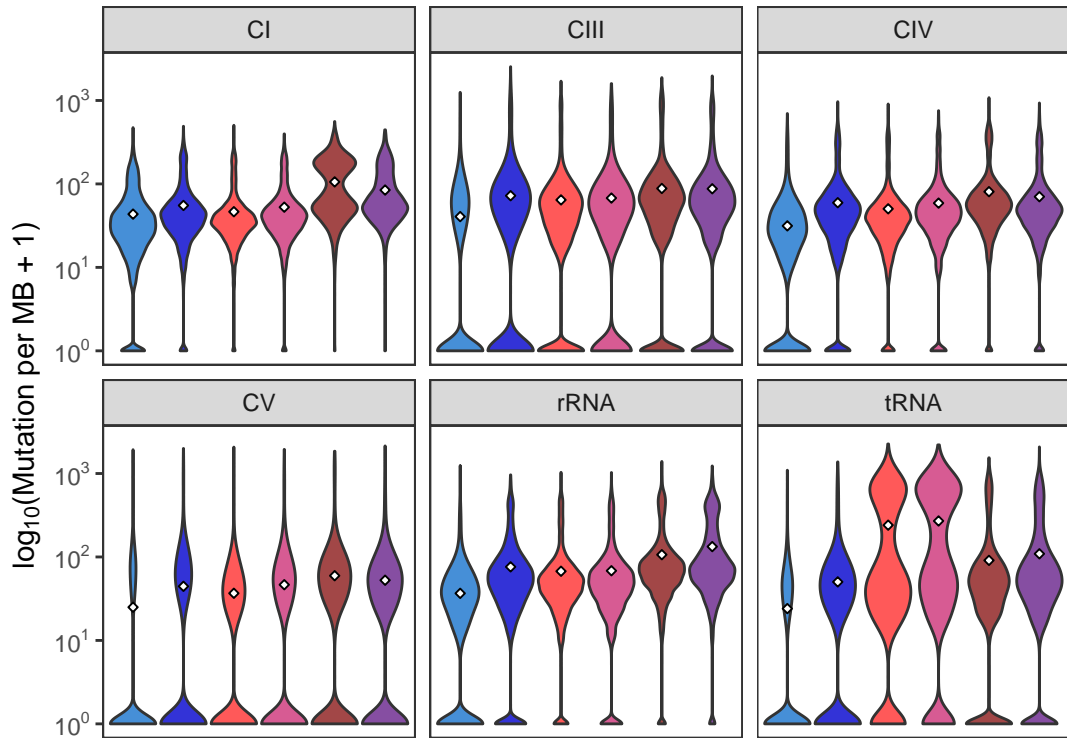 CI CIII CIV
10³
10²
10¹
10⁰
CV rRNA tRNA
10³
10²
10¹
10⁰
log₁₀(Mutation per MB + 1)